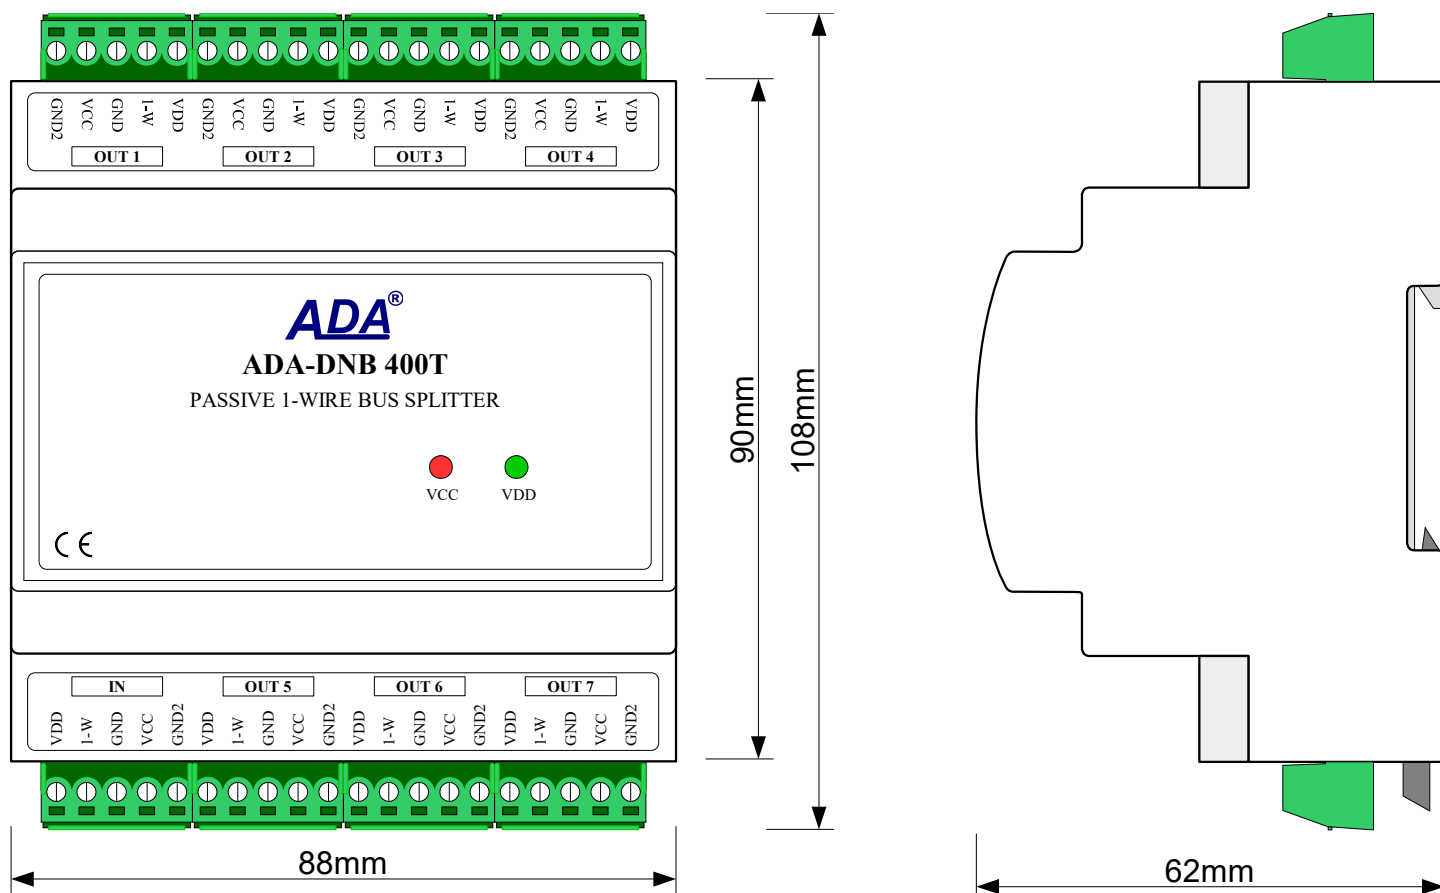 GND2 VCC GND 1-W VDD GND2 VCC GND 1-W VDD GND2 VCC GND 1-W VDD GND2 VCC GND 1-W VDD
OUT 1 OUT 2 OUT 3 OUT 4
ADA®
ADA-DNB 400T
PASSIVE 1-WIRE BUS SPLITTER
VCC VDD
CE
IN OUT 5 OUT 6 OUT 7
VDD 1-W GND VCC GND2 VDD 1-W GND VCC GND2 VDD 1-W GND VCC GND2 VDD 1-W GND VCC GND2
90mm
108mm
88mm
62mm